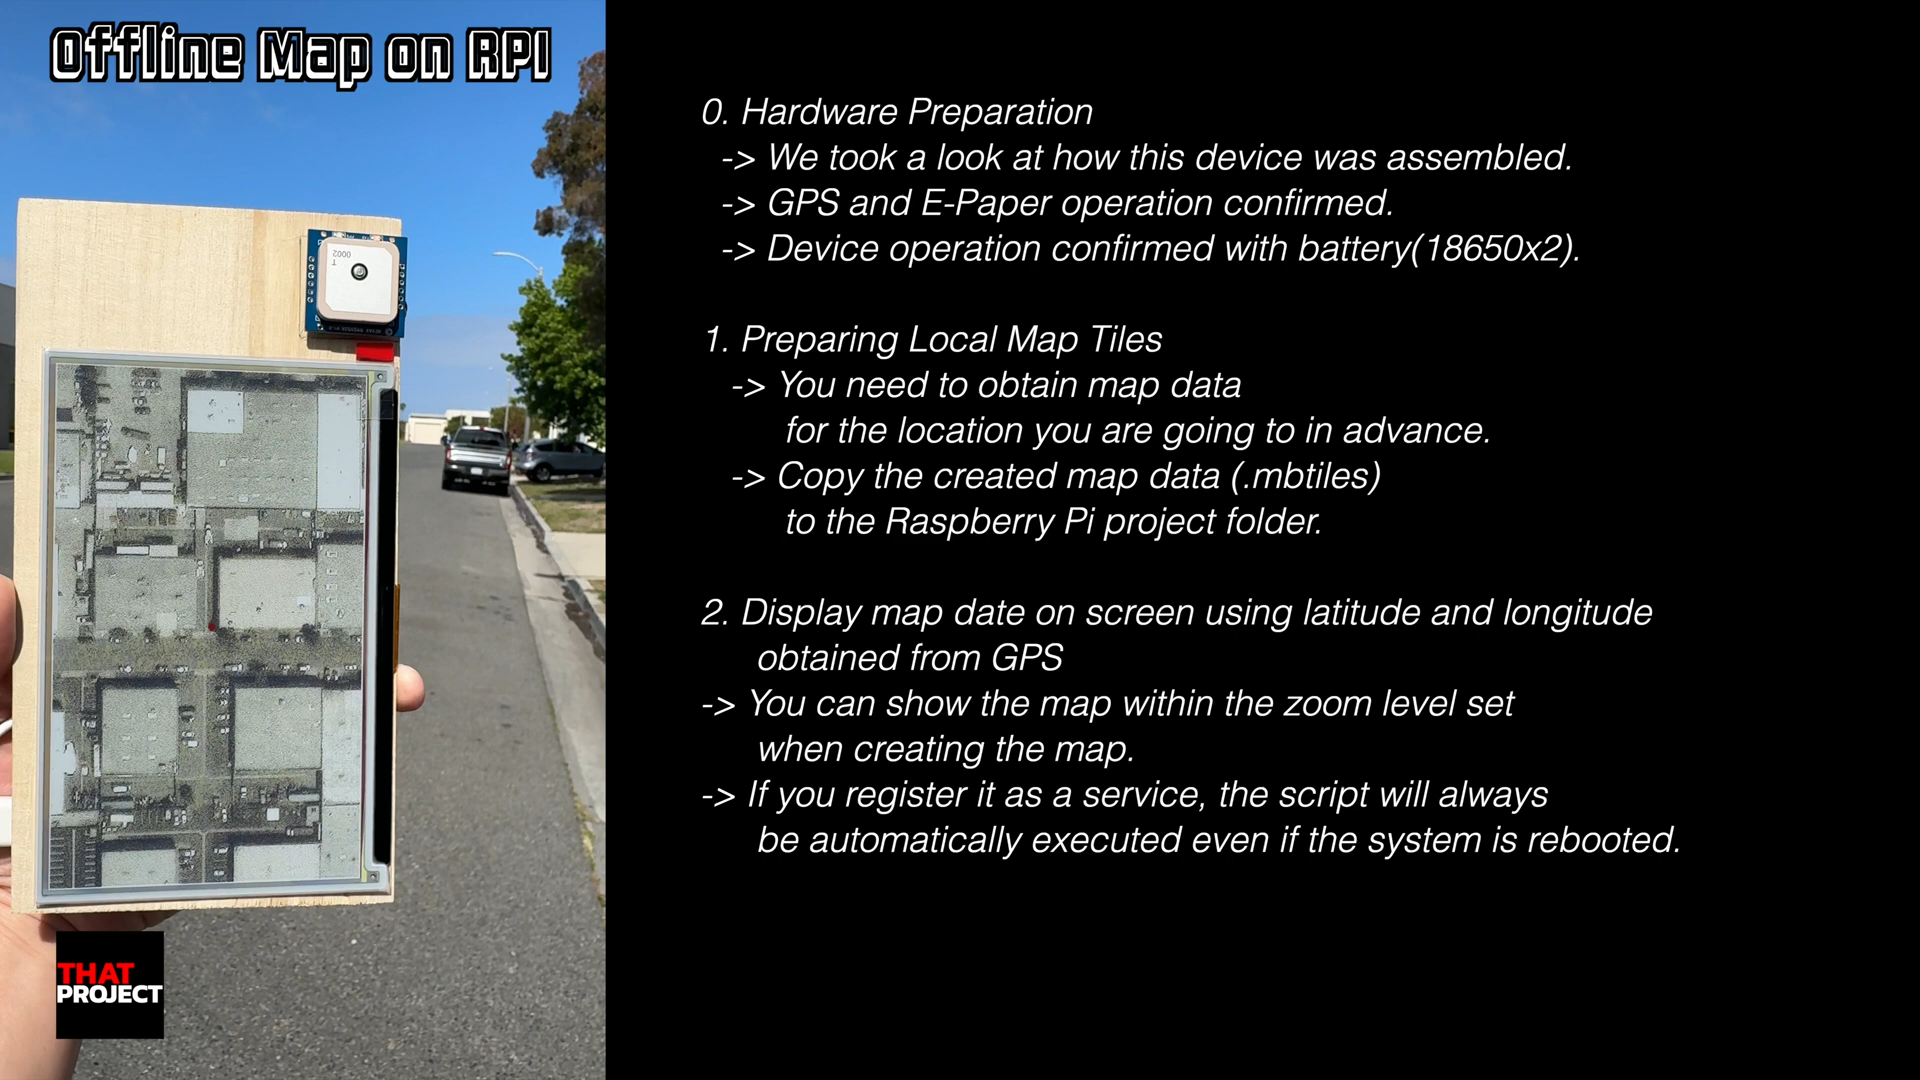 Offline Map on RPI
0. Hardware Preparation
-> We took a look at how this device was assembled.
-> GPS and E-Paper operation confirmed.
-> Device operation confirmed with battery(18650x2).
1. Preparing Local Map Tiles
-> You need to obtain map data
for the location you are going to in advance.
-> Copy the created map data (.mbtiles)
to the Raspberry Pi project folder.
2. Display map date on screen using latitude and longitude
obtained from GPS
-> You can show the map within the zoom level set
when creating the map.
-> If you register it as a service, the script will always
be automatically executed even if the system is rebooted.
T 0002
THAT
PROJECT